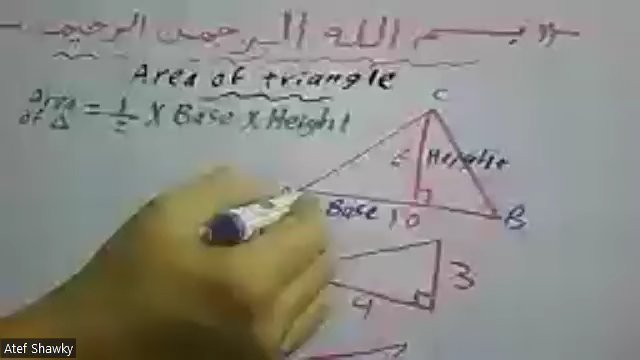 بسم الله الرحمن الرحيم
Area of triangle
Area of Δ = 1/2 X Base x Height
C
Height
B
Base 10
3
4
Atef Shawky